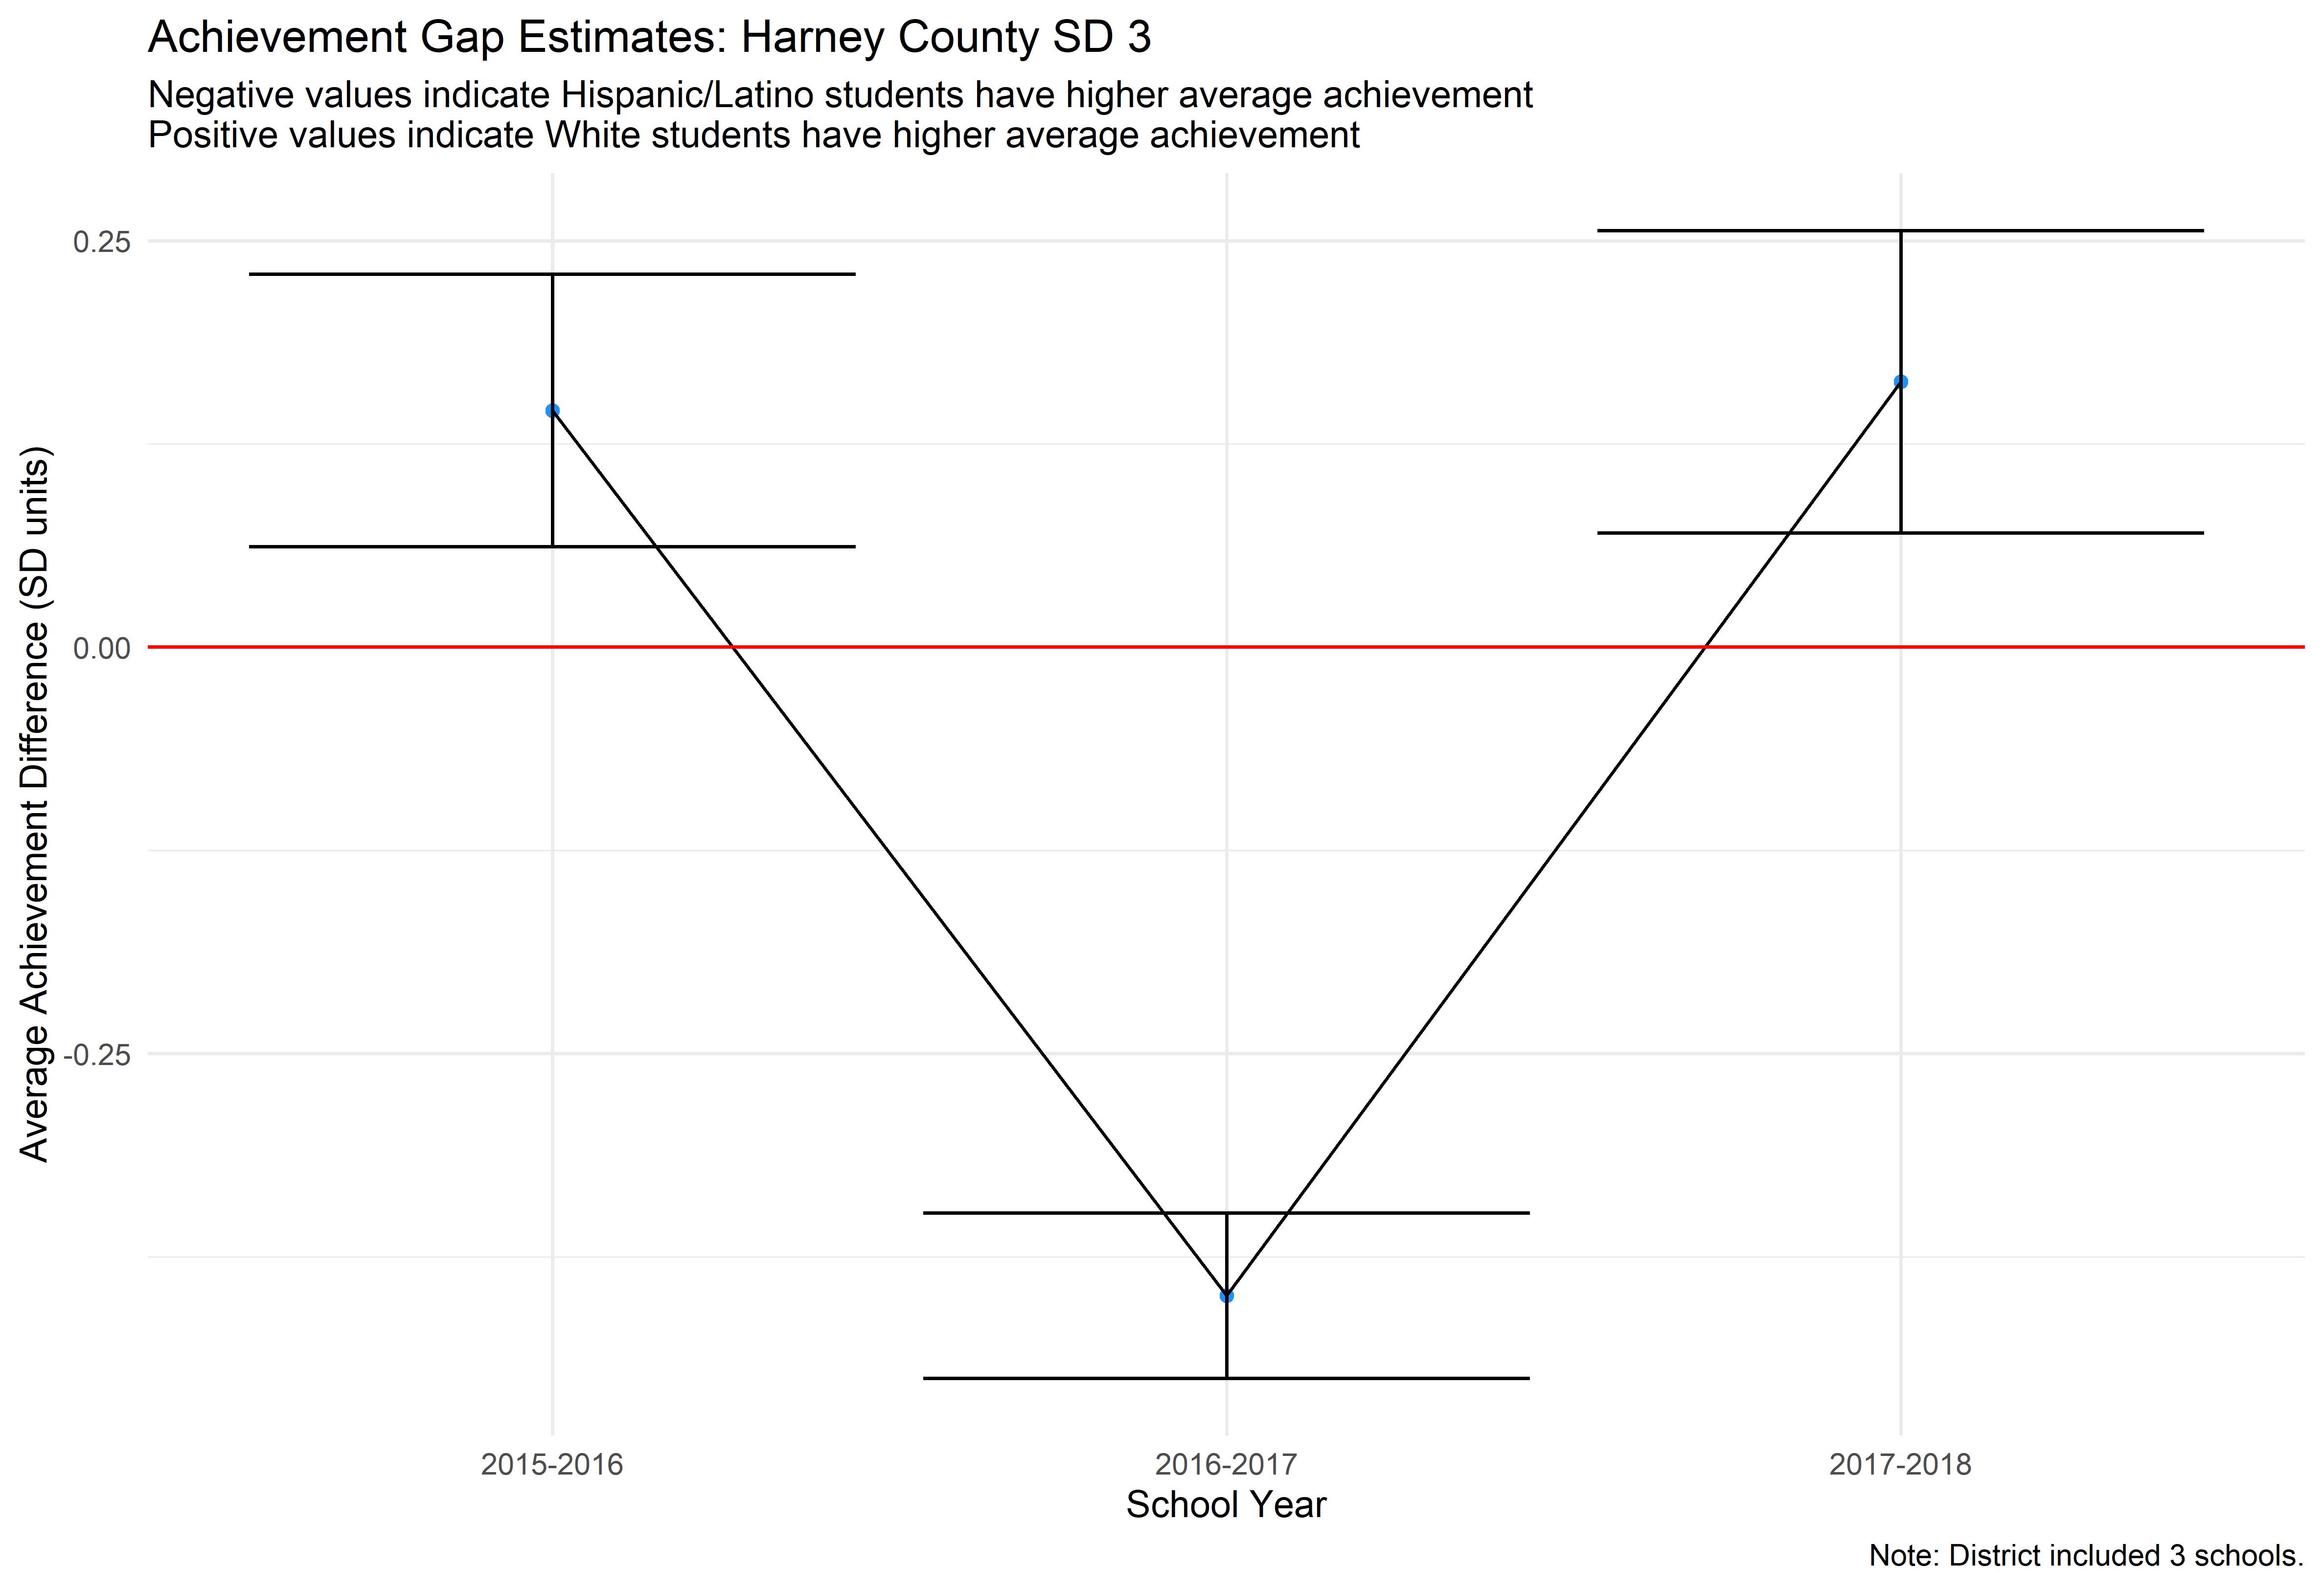 Achievement Gap Estimates: Harney County SD 3
Negative values indicate Hispanic/Latino students have higher average achievement
Positive values indicate White students have higher average achievement
Average Achievement Difference (SD units)
0.25
0.00
-0.25
2015-2016
2016-2017
2017-2018
School Year
Note: District included 3 schools.